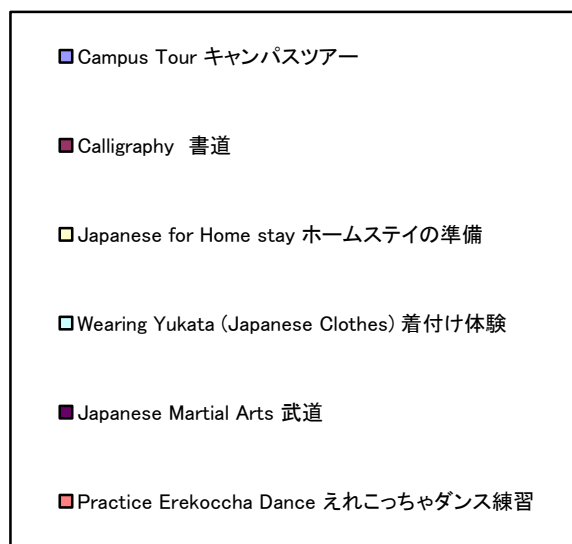 Campus Tour キャンパスツアー
Calligraphy 書道
Japanese for Home stay ホームステイの準備
Wearing Yukata (Japanese Clothes) 着付け体験
Japanese Martial Arts 武道
Practice Erekoccha Dance えれこっちゃダンス練習